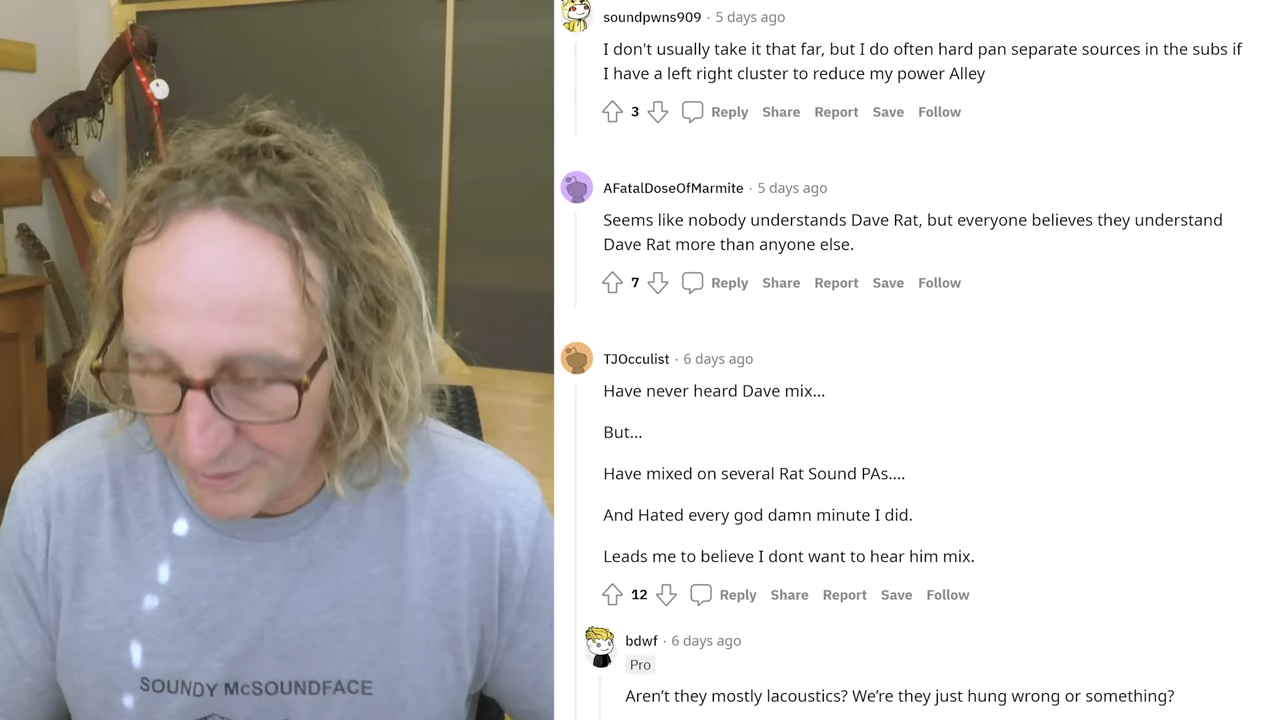 soundpwns909 · 5 days ago
I don't usually take it that far, but I do often hard pan separate sources in the subs if
I have a left right cluster to reduce my power Alley
3 Reply Share Report Save Follow
AFatalDoseOfMarmite · 5 days ago
Seems like nobody understands Dave Rat, but everyone believes they understand
Dave Rat more than anyone else.
7 Reply Share Report Save Follow
TJOcculist · 6 days ago
Have never heard Dave mix...
But...
Have mixed on several Rat Sound PAs....
And Hated every god damn minute I did.
Leads me to believe I dont want to hear him mix.
12 Reply Share Report Save Follow
bdwf · 6 days ago
Pro
Aren’t they mostly lacoustics? We’re they just hung wrong or something?
SOUNDY McSOUNDFACE